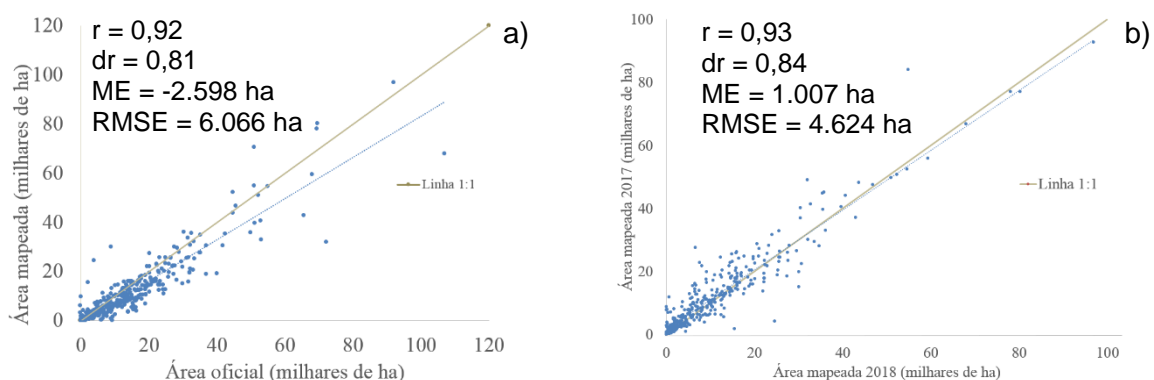 r = 0,92
dr = 0,81
ME = -2.598 ha
RMSE = 6.066 ha
a)
120
100
80
60
40
20
0
Área mapeada (milhares de ha)
Linha 1:1
0 20 40 60 80 100 120
Área oficial (milhares de ha)
r = 0,93
dr = 0,84
ME = 1.007 ha
RMSE = 4.624 ha
b)
100
80
60
40
20
0
Área mapeada 2017 (milhares de ha)
Linha 1:1
0 20 40 60 80 100
Área mapeada 2018 (milhares de ha)